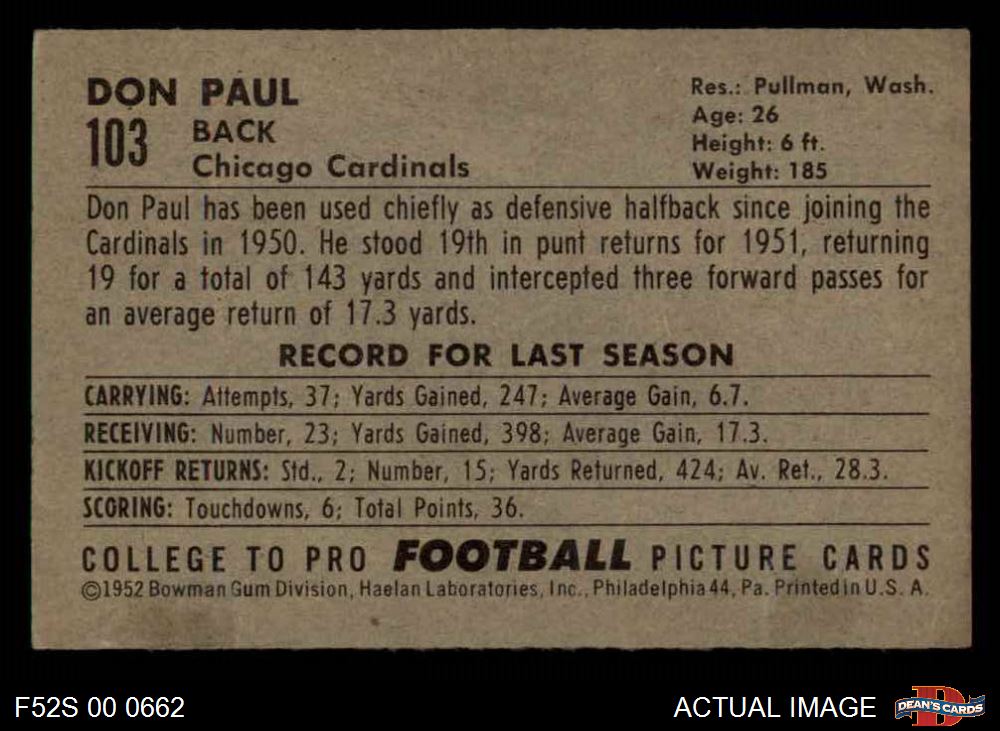 DON PAUL
103
BACK
Chicago Cardinals
Res.: Pullman, Wash.
Age: 26
Height: 6 ft.
Weight: 185
Don Paul has been used chiefly as defensive halfback since joining the
Cardinals in 1950. He stood 19th in punt returns for 1951, returning
19 for a total of 143 yards and intercepted three forward passes for
an average return of 17.3 yards.
RECORD FOR LAST SEASON
CARRYING: Attempts, 37; Yards Gained, 247; Average Gain, 6.7.
RECEIVING: Number, 23; Yards Gained, 398; Average Gain, 17.3.
KICKOFF RETURNS: Std., 2; Number, 15; Yards Returned, 424; Av. Ret., 28.3.
SCORING: Touchdowns, 6; Total Points, 36.
COLLEGE TO PRO FOOTBALL PICTURE CARDS
©1952 Bowman Gum Division, Haelan Laboratories, Inc., Philadelphia 44, Pa. Printed in U.S.A.
F52S 00 0662
ACTUAL IMAGE
D
DEAN'S CARDS